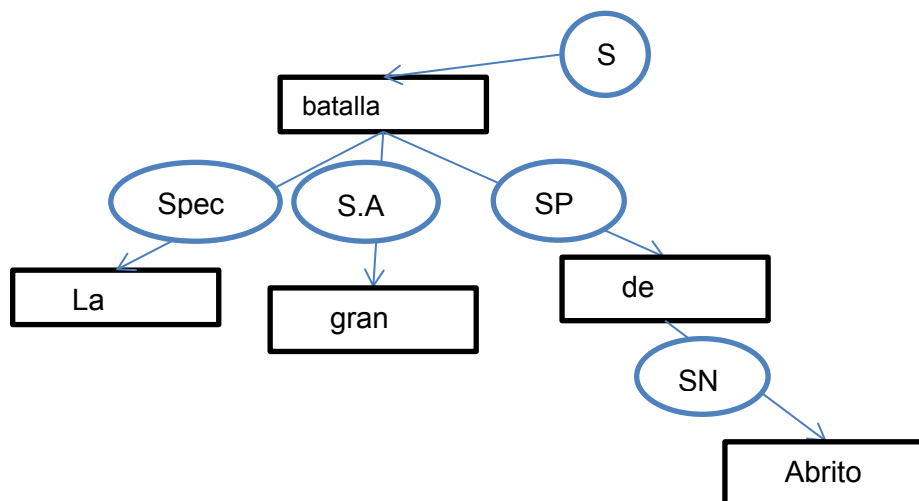 S
batalla
Spec
S.A
SP
La
gran
de
SN
Abrito